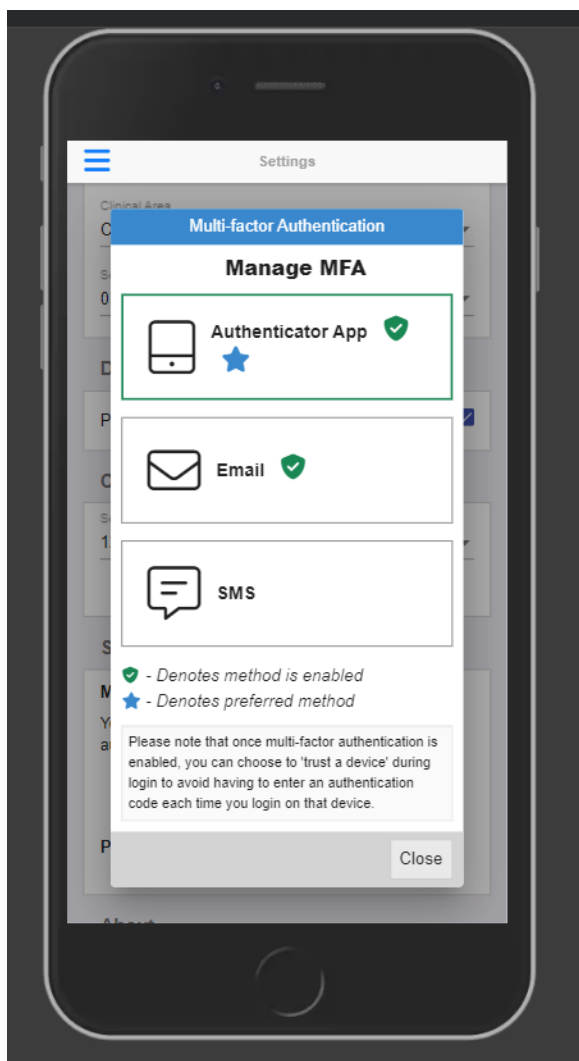 Settings
Clinical Area
Multi-factor Authentication
Manage MFA
Authenticator App
Email
SMS
- Denotes method is enabled
- Denotes preferred method
Please note that once multi-factor authentication is
enabled, you can choose to 'trust a device' during
login to avoid having to enter an authentication
code each time you login on that device.
Close
About